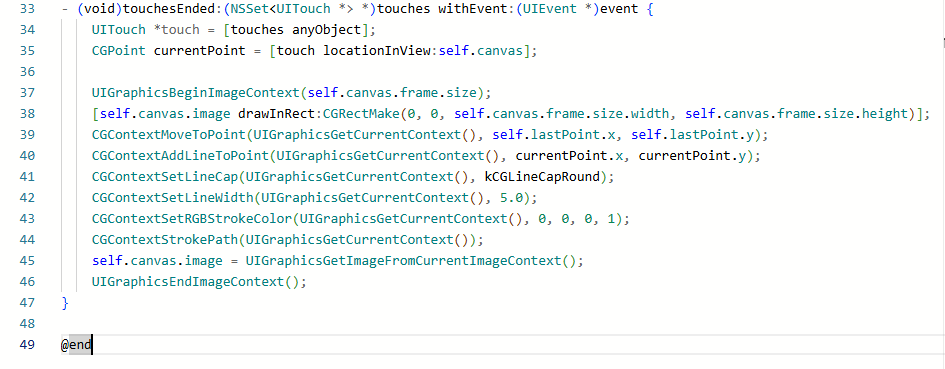 33 - (void)touchesEnded:(NSSet<UITouch *> *)touches withEvent:(UIEvent *)event {
34 UITouch *touch = [touches anyObject];
35 CGPoint currentPoint = [touch locationInView:self.canvas];
36
37 UIGraphicsBeginImageContext(self.canvas.frame.size);
38 [self.canvas.image drawInRect:CGRectMake(0, 0, self.canvas.frame.size.width, self.canvas.frame.size.height)];
39 CGContextMoveToPoint(UIGraphicsGetCurrentContext(), self.lastPoint.x, self.lastPoint.y);
40 CGContextAddLineToPoint(UIGraphicsGetCurrentContext(), currentPoint.x, currentPoint.y);
41 CGContextSetLineCap(UIGraphicsGetCurrentContext(), kCGLineCapRound);
42 CGContextSetLineWidth(UIGraphicsGetCurrentContext(), 5.0);
43 CGContextSetRGBStrokeColor(UIGraphicsGetCurrentContext(), 0, 0, 0, 1);
44 CGContextStrokePath(UIGraphicsGetCurrentContext());
45 self.canvas.image = UIGraphicsGetImageFromCurrentImageContext();
46 UIGraphicsEndImageContext();
47 }
48
49 @end